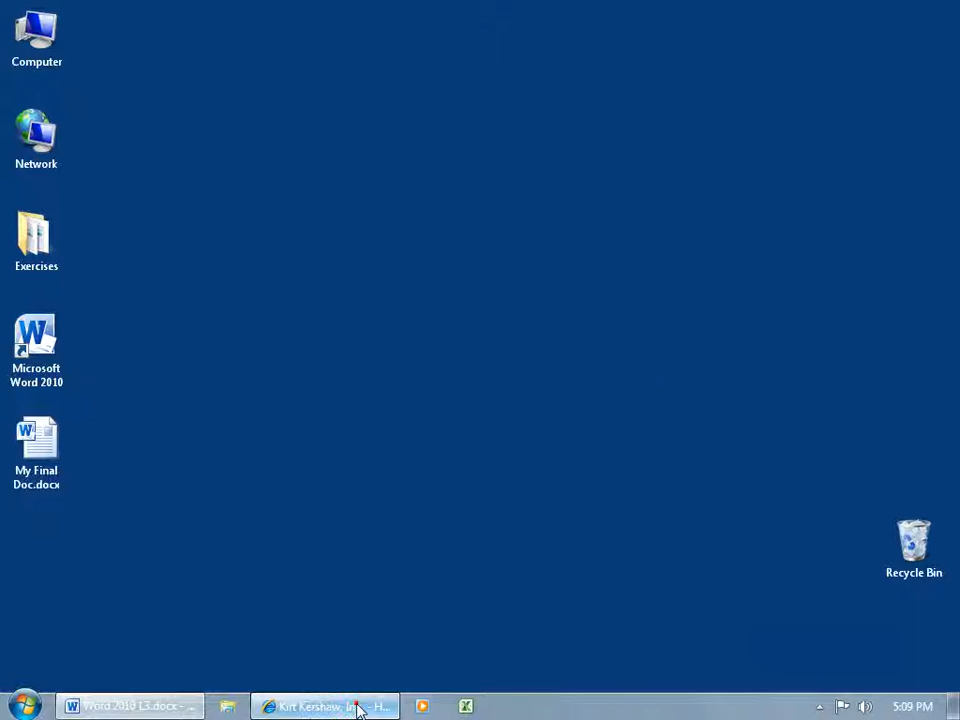 Computer
Network
Exercises
Microsoft
Word 2010
My Final
Doc.docx
Recycle Bin
Word 2010 L3.docx - ...
Kirt Kershaw, - H...
5:09 PM